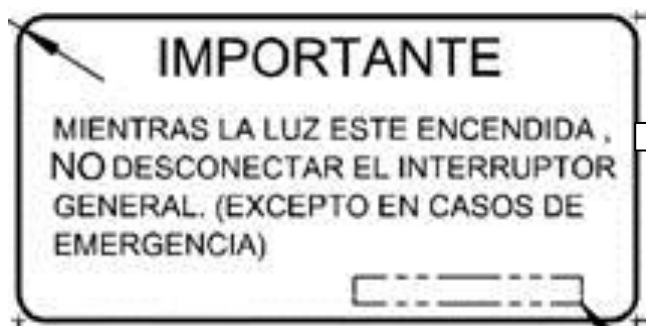 IMPORTANTE
MIENTRAS LA LUZ ESTE ENCENDIDA ,
NO DESCONECTAR EL INTERRUPTOR
GENERAL. (EXCEPTO EN CASOS DE
EMERGENCIA)